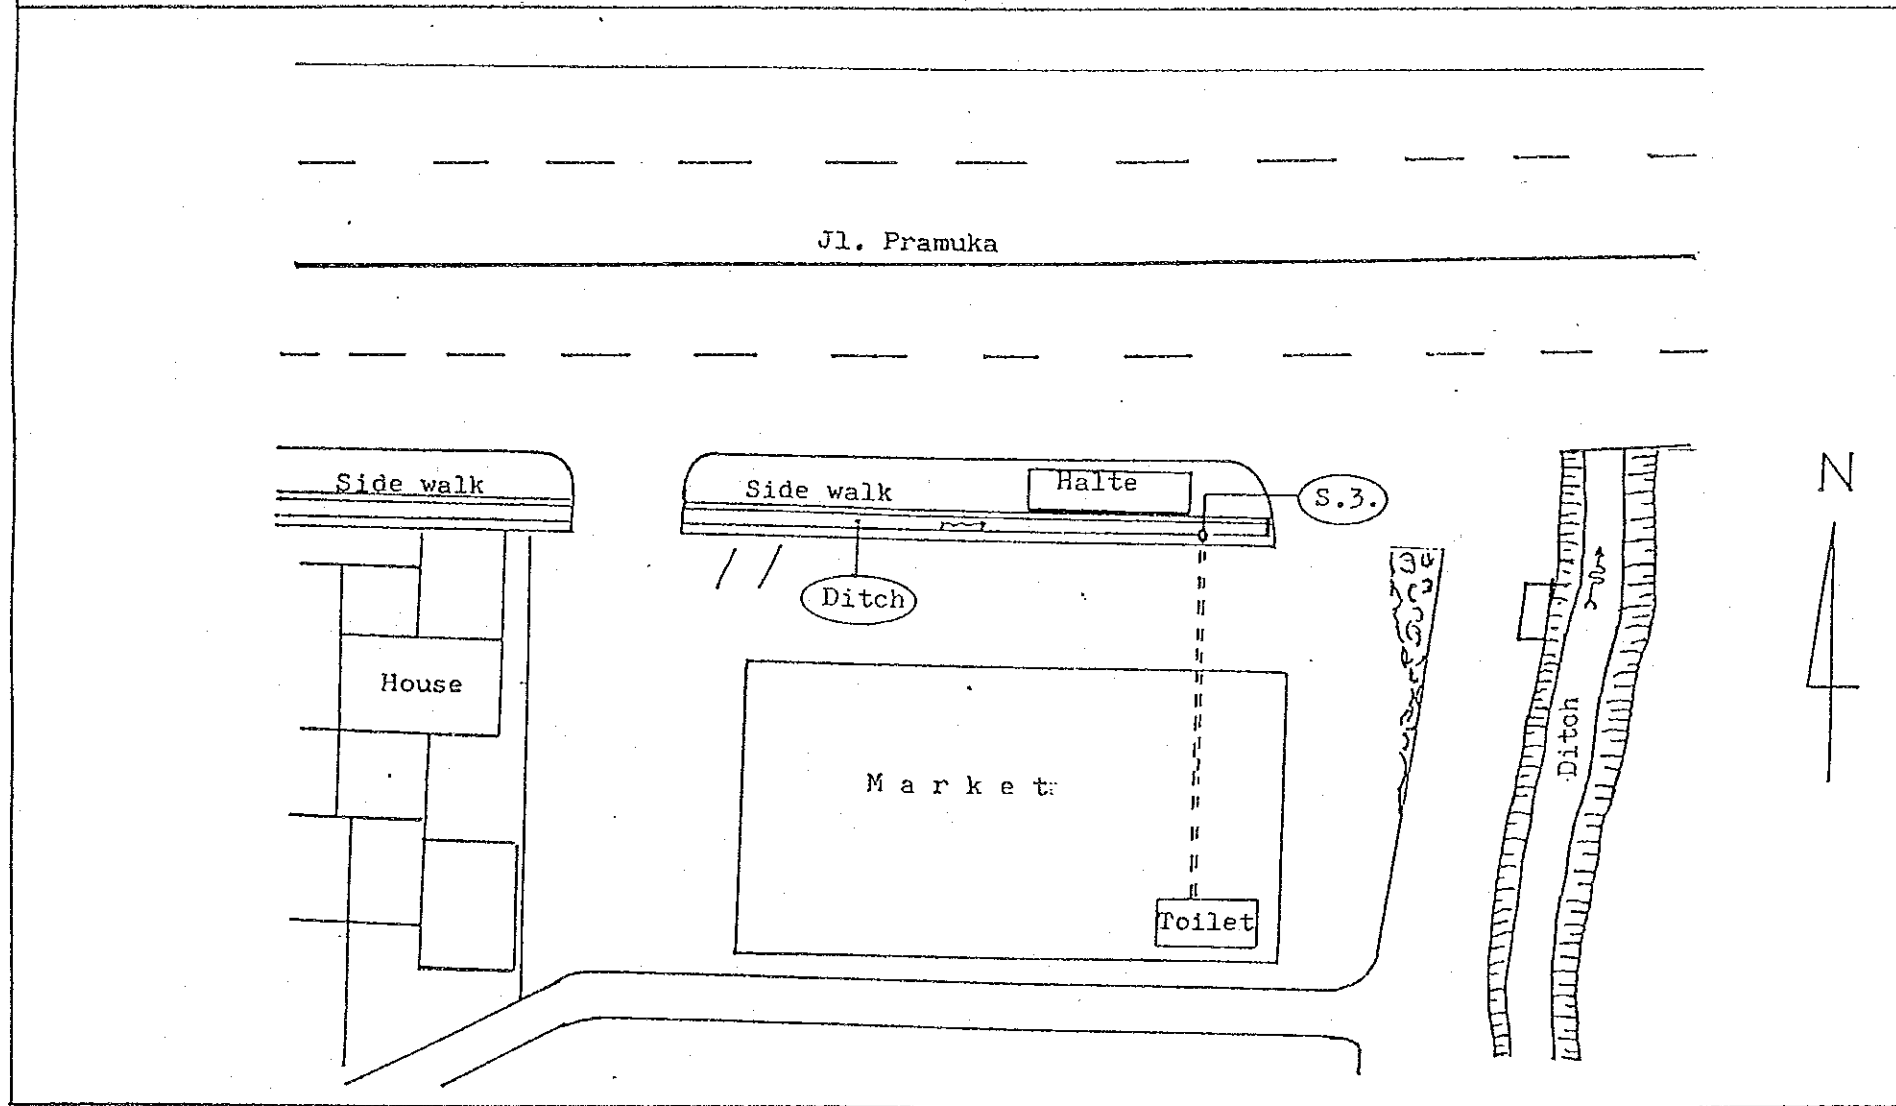 Jl. Pramuka
Side walk
Side walk
Halte
S.3.
N
Ditch
House
Ditch
Market
Toilet